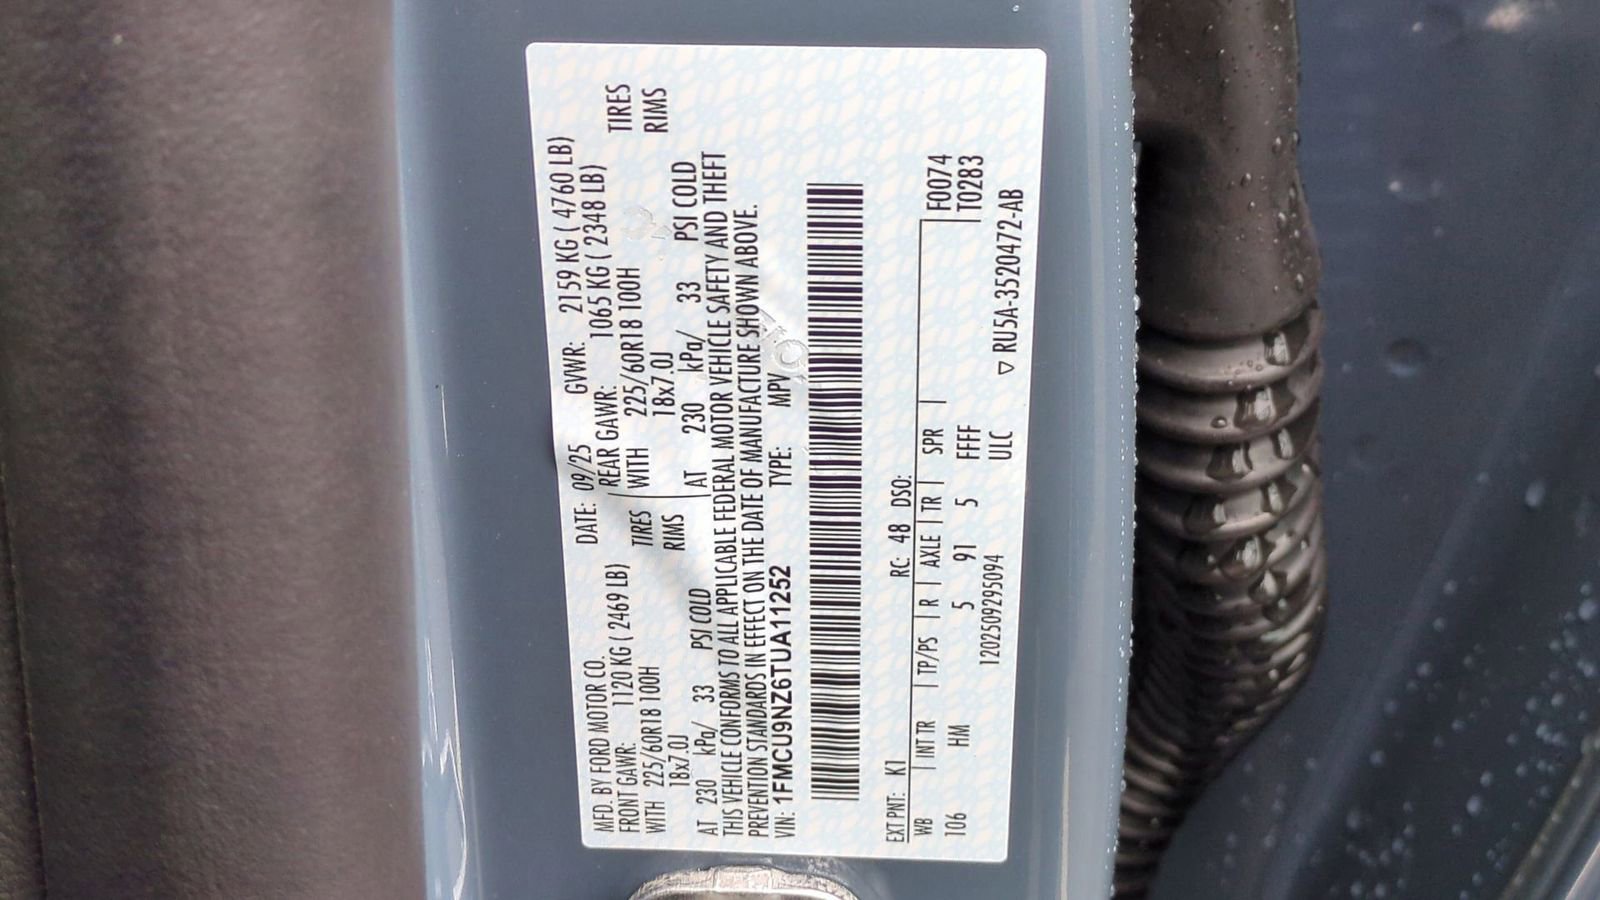 MFD. BY FORD MOTOR CO. DATE: 09/25 GVWR: 2159 KG ( 4760 LB)
FRONT GAWR: 1120 KG ( 2469 LB) REAR GAWR: 1065 KG ( 2348 LB)
WITH 225/60R18 100H TIRES WITH 225/60R18 100H TIRES
18x7.0J RIMS 18x7.0J RIMS
AT 230 kPa/ 33 PSI COLD AT 230 kPa/ 33 PSI COLD
THIS VEHICLE CONFORMS TO ALL APPLICABLE FEDERAL MOTOR VEHICLE SAFETY AND THEFT
PREVENTION STANDARDS IN EFFECT ON THE DATE OF MANUFACTURE SHOWN ABOVE.
VIN: 1FMCU9NZ6TUA11252 TYPE: MPV
EXT PNT: K1 RC: 48 DSO:
WB | INT TR | TP/PS | R | AXLE | TR | SPR | F0074
106 HM 5 91 5 FFFF T0283
1202509295094 ULC ▽ RU5A-3520472-AB